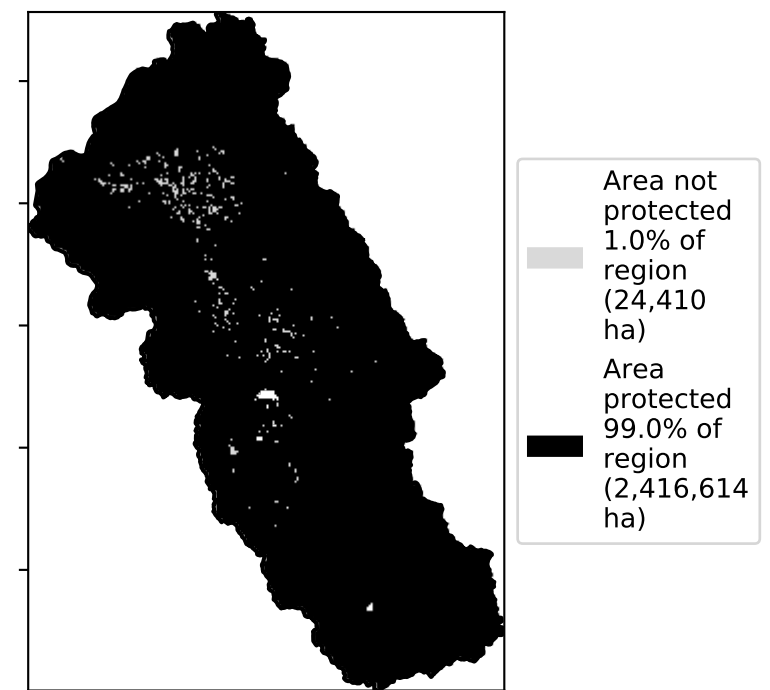 Area not
protected
1.0% of
region
(24,410
ha)
Area
protected
99.0% of
region
(2,416,614
ha)